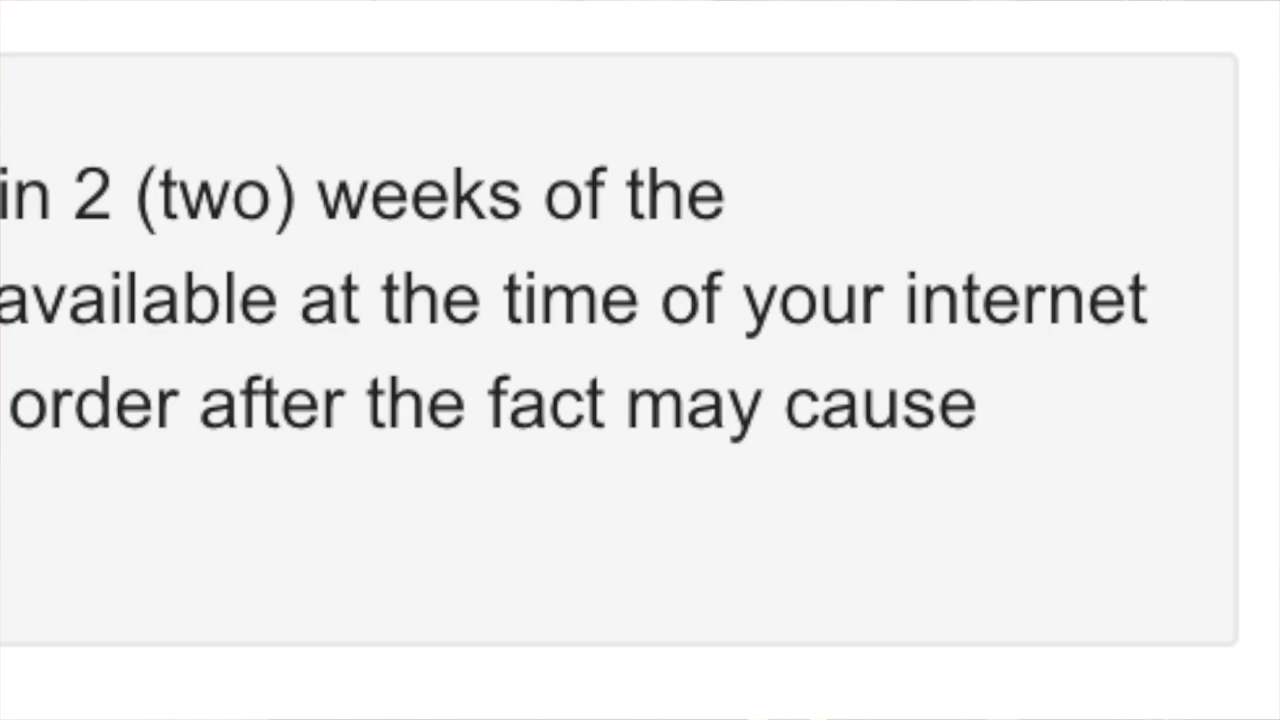 in 2 (two) weeks of the
available at the time of your internet
order after the fact may cause